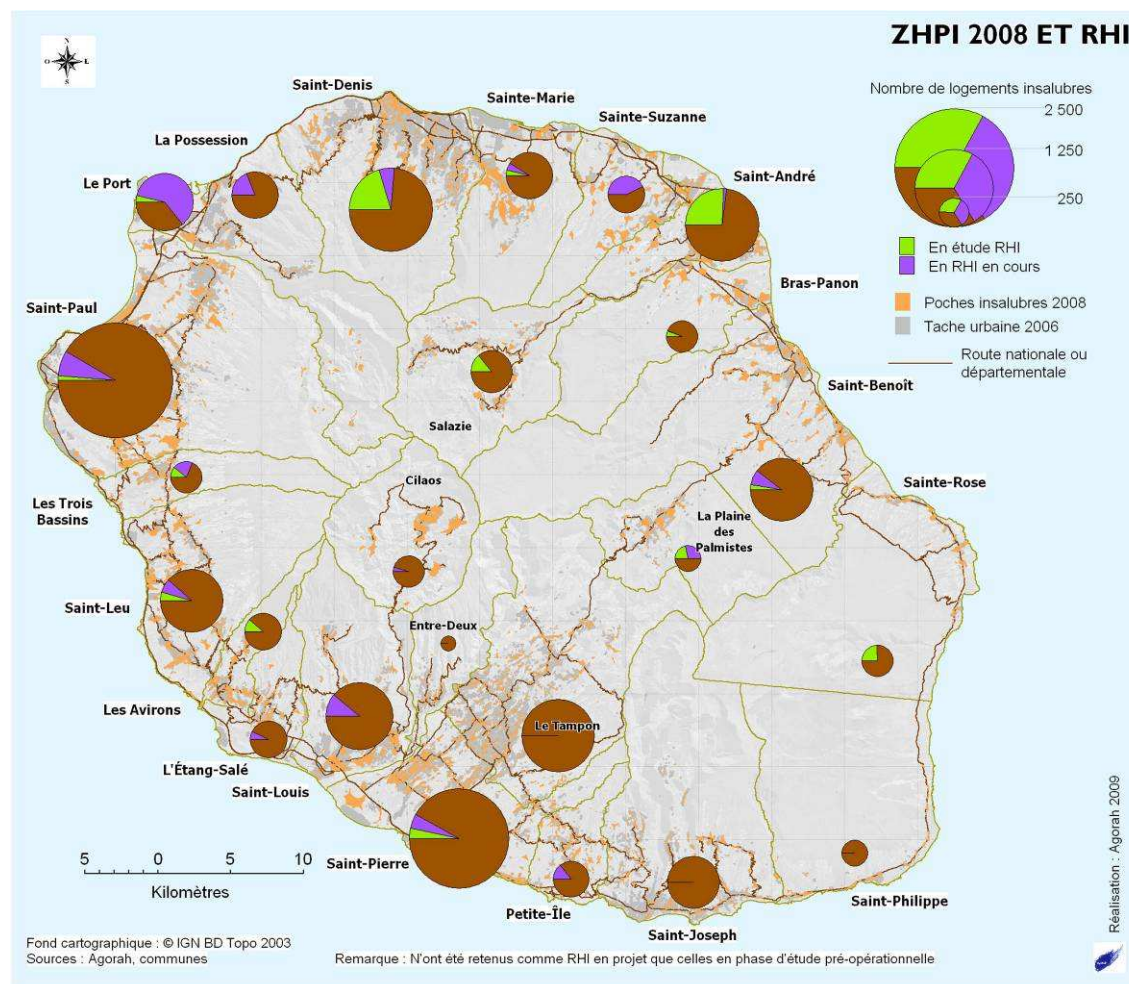 ZHPI 2008 ET RHI
N
O
E
S
Nombre de logements insalubres
2 500
1 250
250
En étude RHI
En RHI en cours
Poches insalubres 2008
Tache urbaine 2006
Route nationale ou
départementale
Saint-Denis
Sainte-Marie
Sainte-Suzanne
La Possession
Le Port
Saint-André
Bras-Panon
Saint-Paul
Saint-Benoît
Salazie
Cilaos
Sainte-Rose
Les Trois
Bassins
La Plaine
des
Palmistes
Saint-Leu
Entre-Deux
Les Avirons
Le Tampon
L'Étang-Salé
Saint-Louis
Saint-Pierre
Petite-Île
Saint-Joseph
Saint-Philippe
5 0 5 10
Kilomètres
Fond cartographique : © IGN BD Topo 2003
Sources : Agorah, communes
Remarque : N'ont été retenus comme RHI en projet que celles en phase d'étude pré-opérationnelle
Réalisation : Agorah 2009